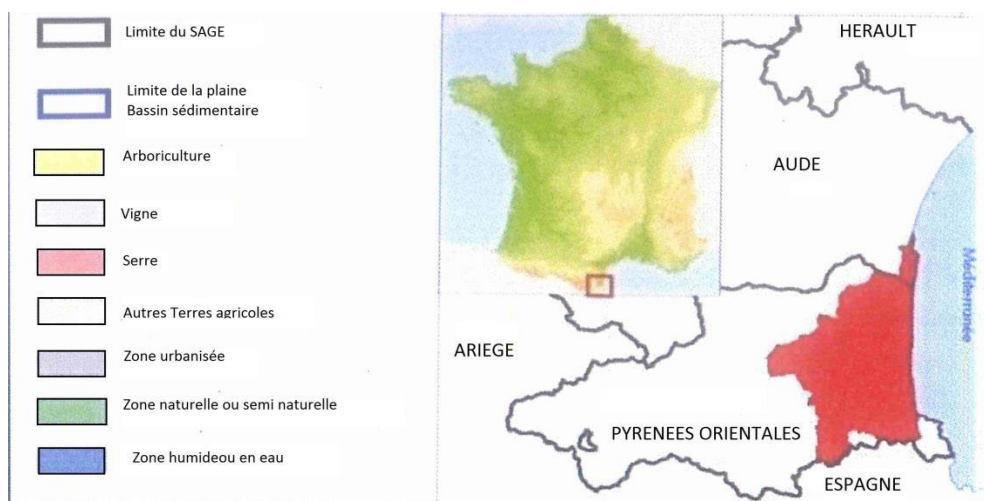 Limite du SAGE
Limite de la plaine
Bassin sédimentaire
Arboriculture
Vigne
Serre
Autres Terres agricoles
Zone urbanisée
Zone naturelle ou semi naturelle
Zone humideou en eau
HERAULT
AUDE
Méditerranée
ARIEGE
PYRENEES ORIENTALES
ESPAGNE